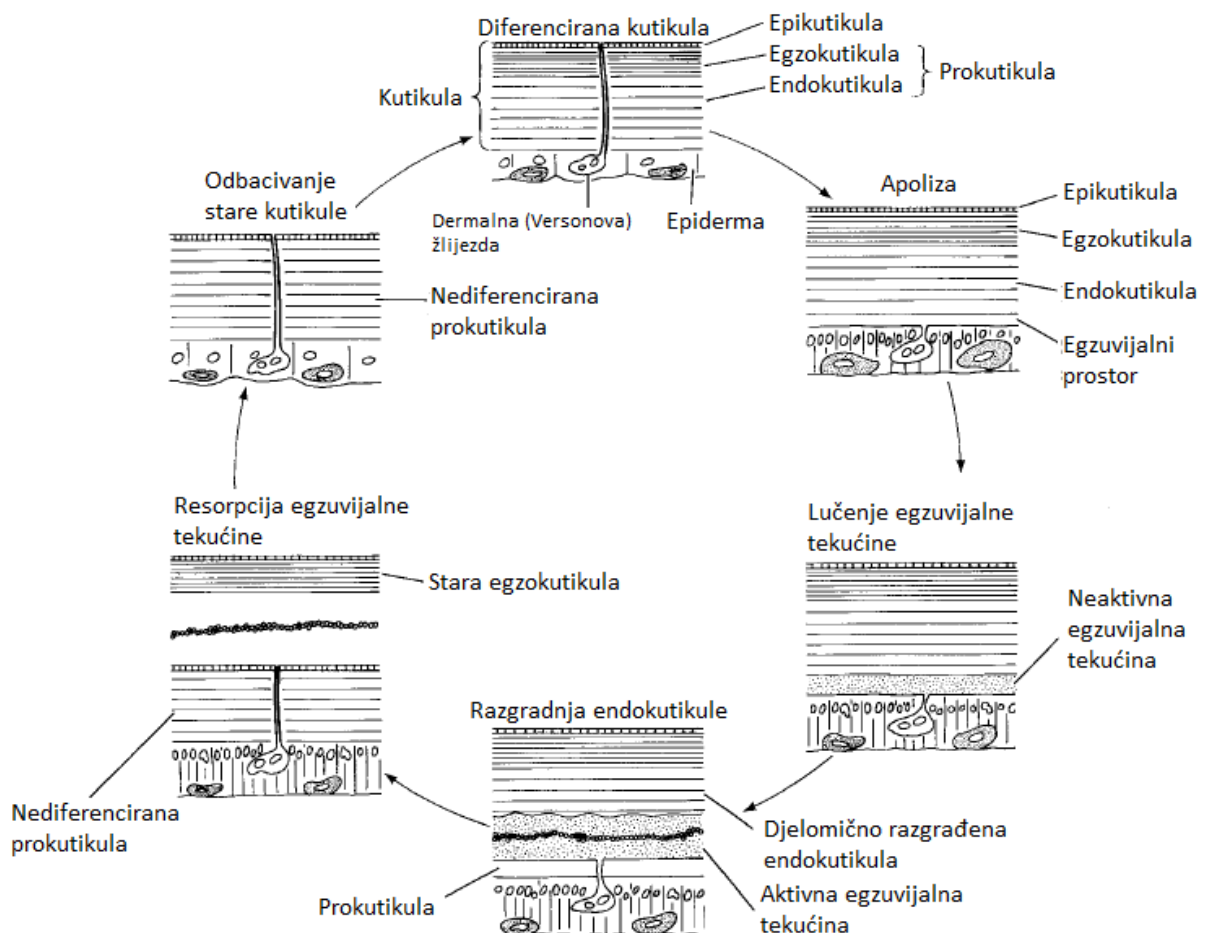 Diferencirana kutikula
Epikutikula
Egzokutikula
Endokutikula
Prokutikula
Kutikula
Dermalna (Versonova)
žlijezda
Epiderma
Apoliza
Epikutikula
Egzokutikula
Endokutikula
Egzuvijalni
prostor
Lučenje egzuvijalne
tekućine
Neaktivna
egzuvijalna
tekućina
Razgradnja endokutikule
Djelomično razgrađena
endokutikula
Aktivna egzuvijalna
tekućina
Prokutikula
Resorpcija egzuvijalne
tekućine
Stara egzokutikula
Nediferencirana
prokutikula
Odbacivanje
stare kutikule
Nediferencirana
prokutikula